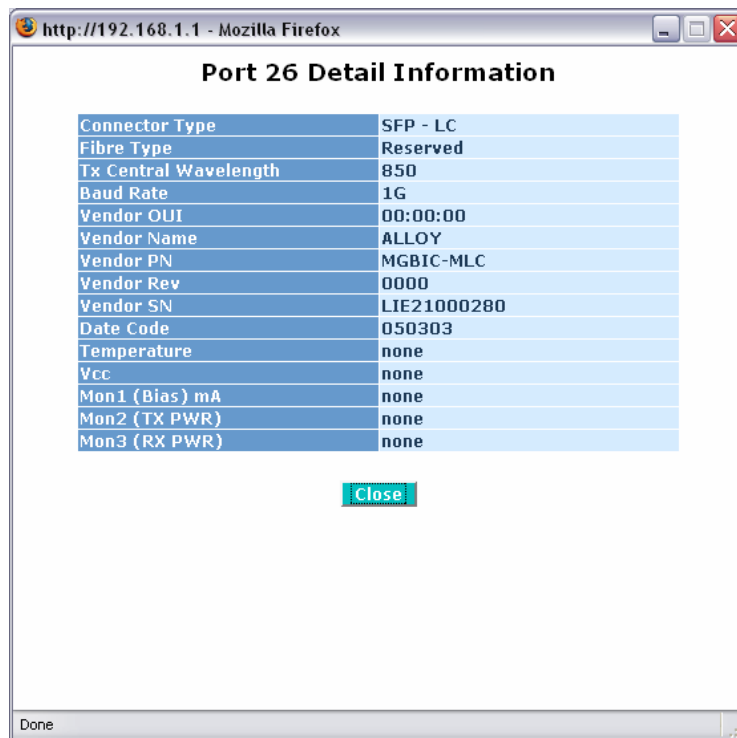 http://192.168.1.1 - Mozilla Firefox
Port 26 Detail Information
Connector Type SFP - LC
Fibre Type Reserved
Tx Central Wavelength 850
Baud Rate 1G
Vendor OUI 00:00:00
Vendor Name ALLOY
Vendor PN MGBIC-MLC
Vendor Rev 0000
Vendor SN LIE21000280
Date Code 050303
Temperature none
Vcc none
Mon1 (Bias) mA none
Mon2 (TX PWR) none
Mon3 (RX PWR) none
Close
Done